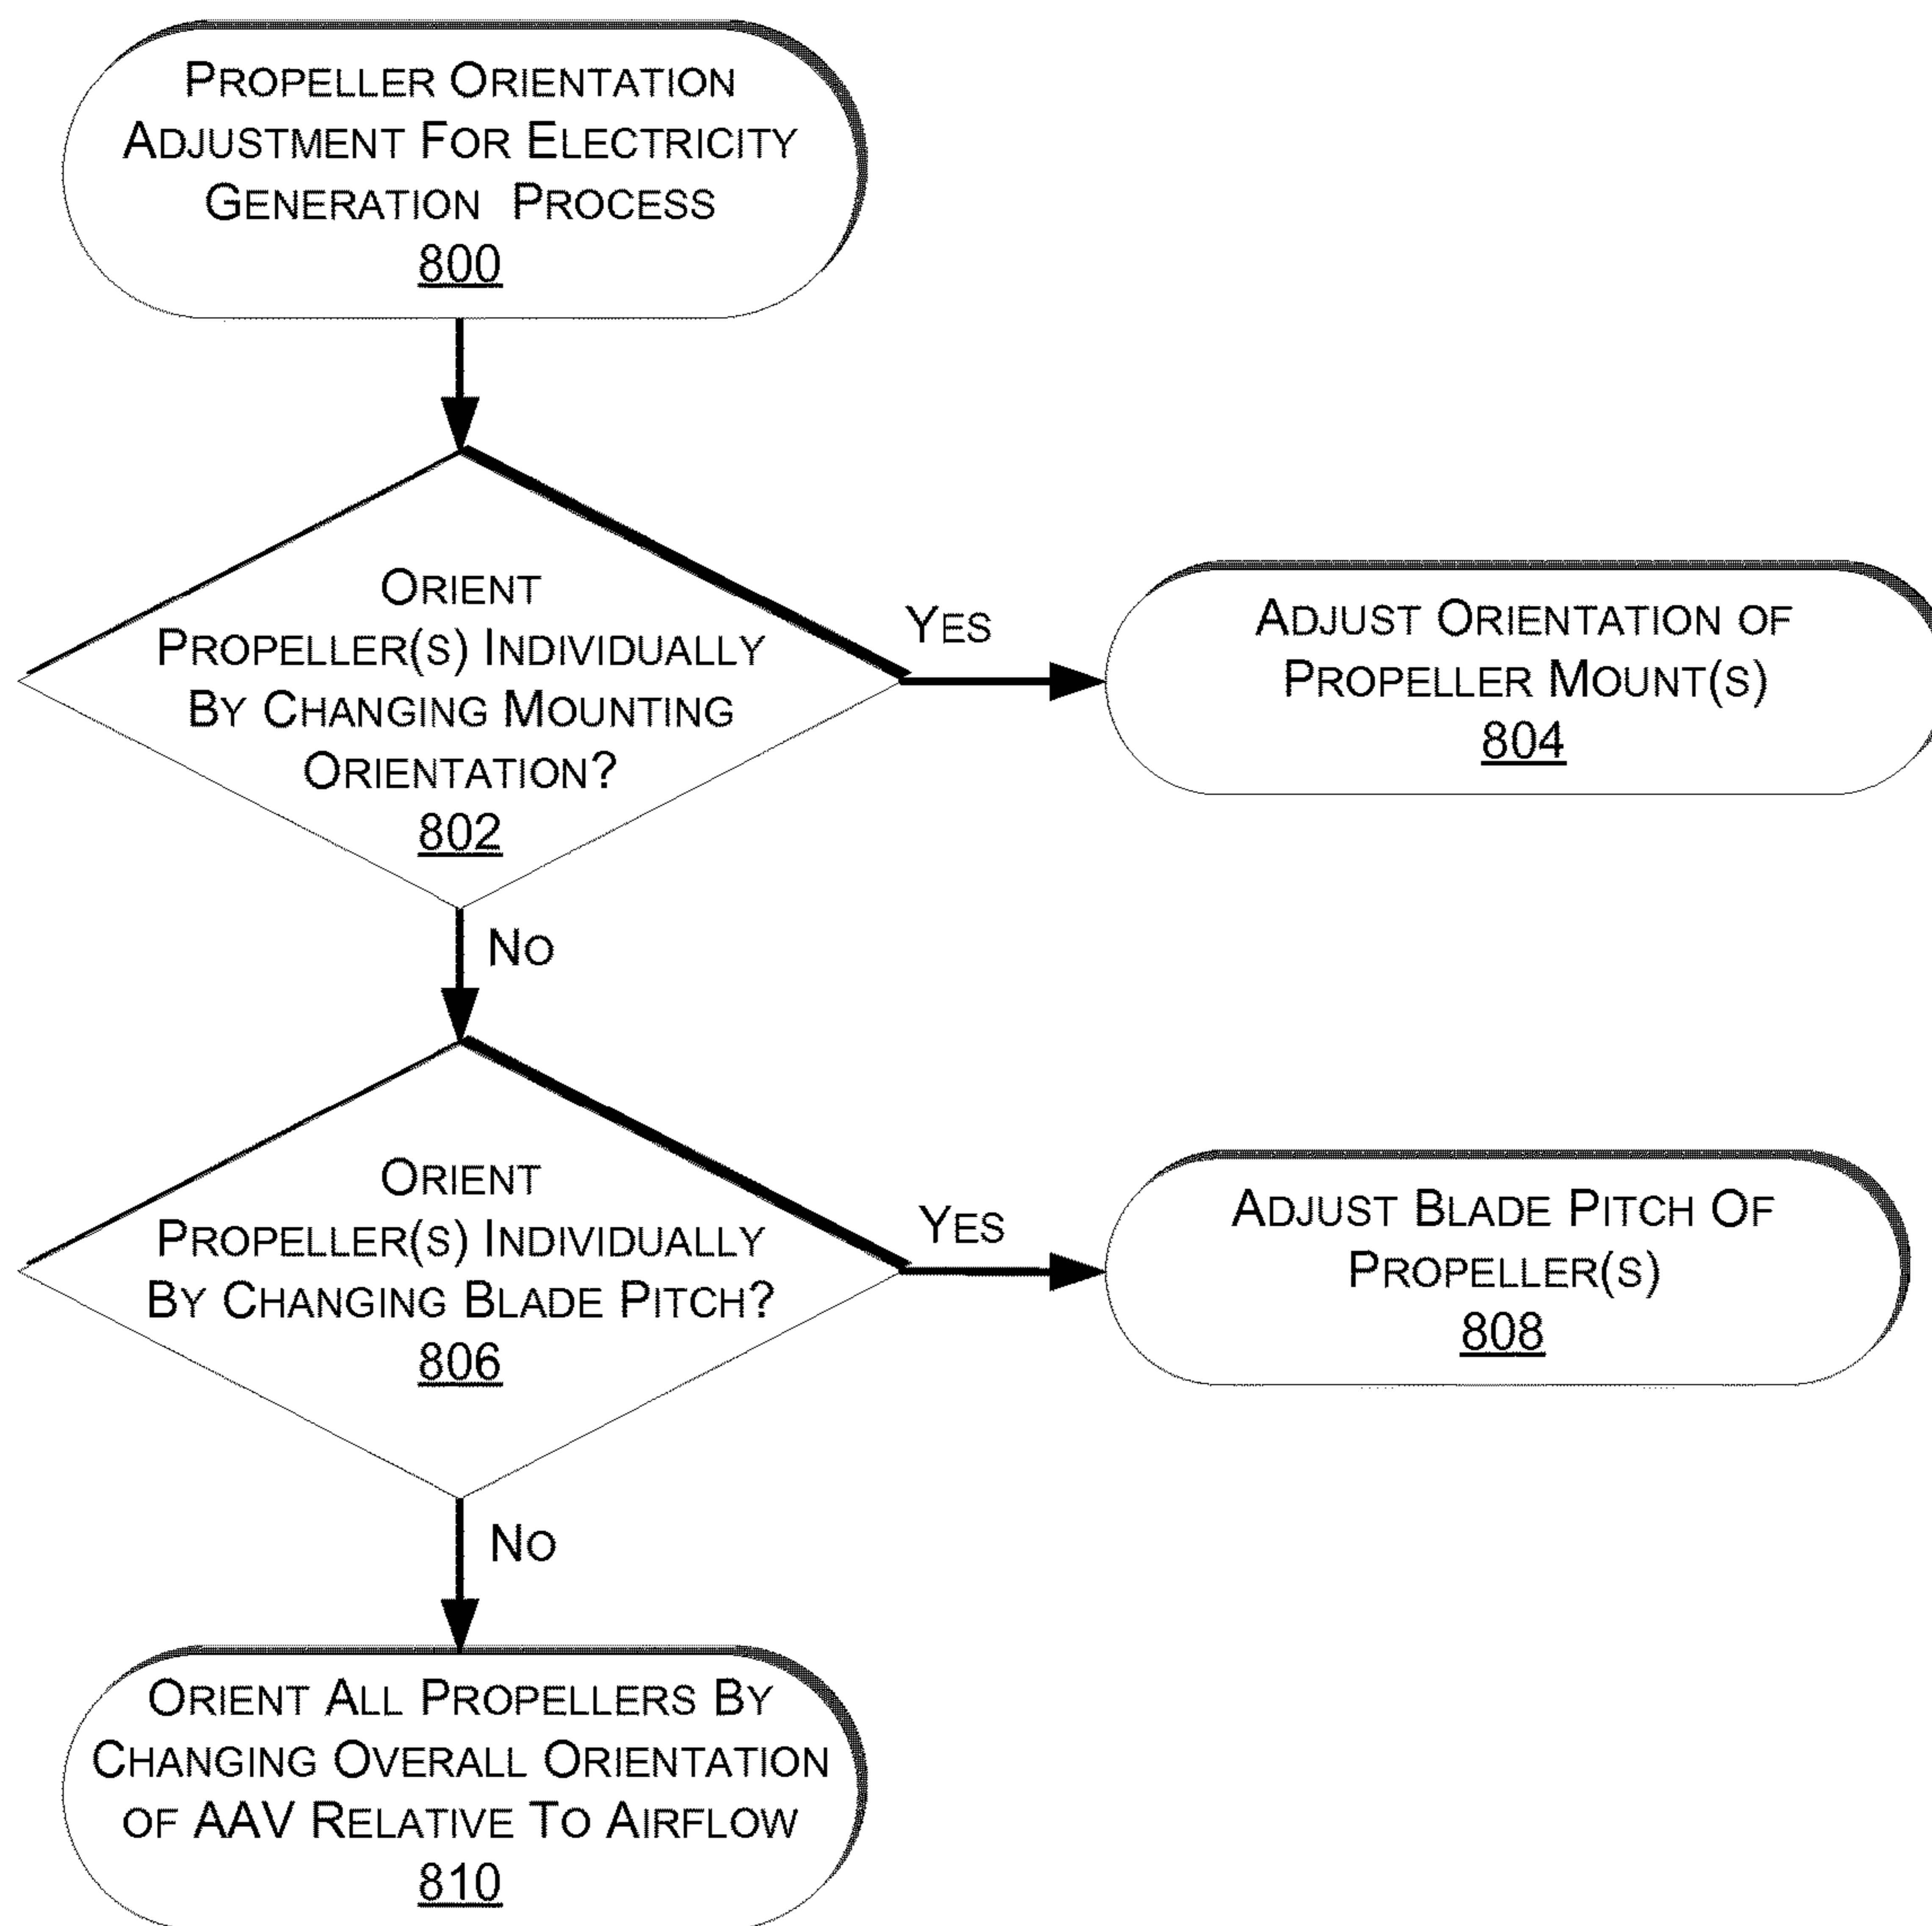 PROPELLER ORIENTATION
ADJUSTMENT FOR ELECTRICITY
GENERATION PROCESS
800
ORIENT
PROPELLER(S) INDIVIDUALLY
BY CHANGING MOUNTING
ORIENTATION?
802
YES
ADJUST ORIENTATION OF
PROPELLER MOUNT(S)
804
NO
ORIENT
PROPELLER(S) INDIVIDUALLY
BY CHANGING BLADE PITCH?
806
YES
ADJUST BLADE PITCH OF
PROPELLER(S)
808
NO
ORIENT ALL PROPELLERS BY
CHANGING OVERALL ORIENTATION
OF AAV RELATIVE TO AIRFLOW
810